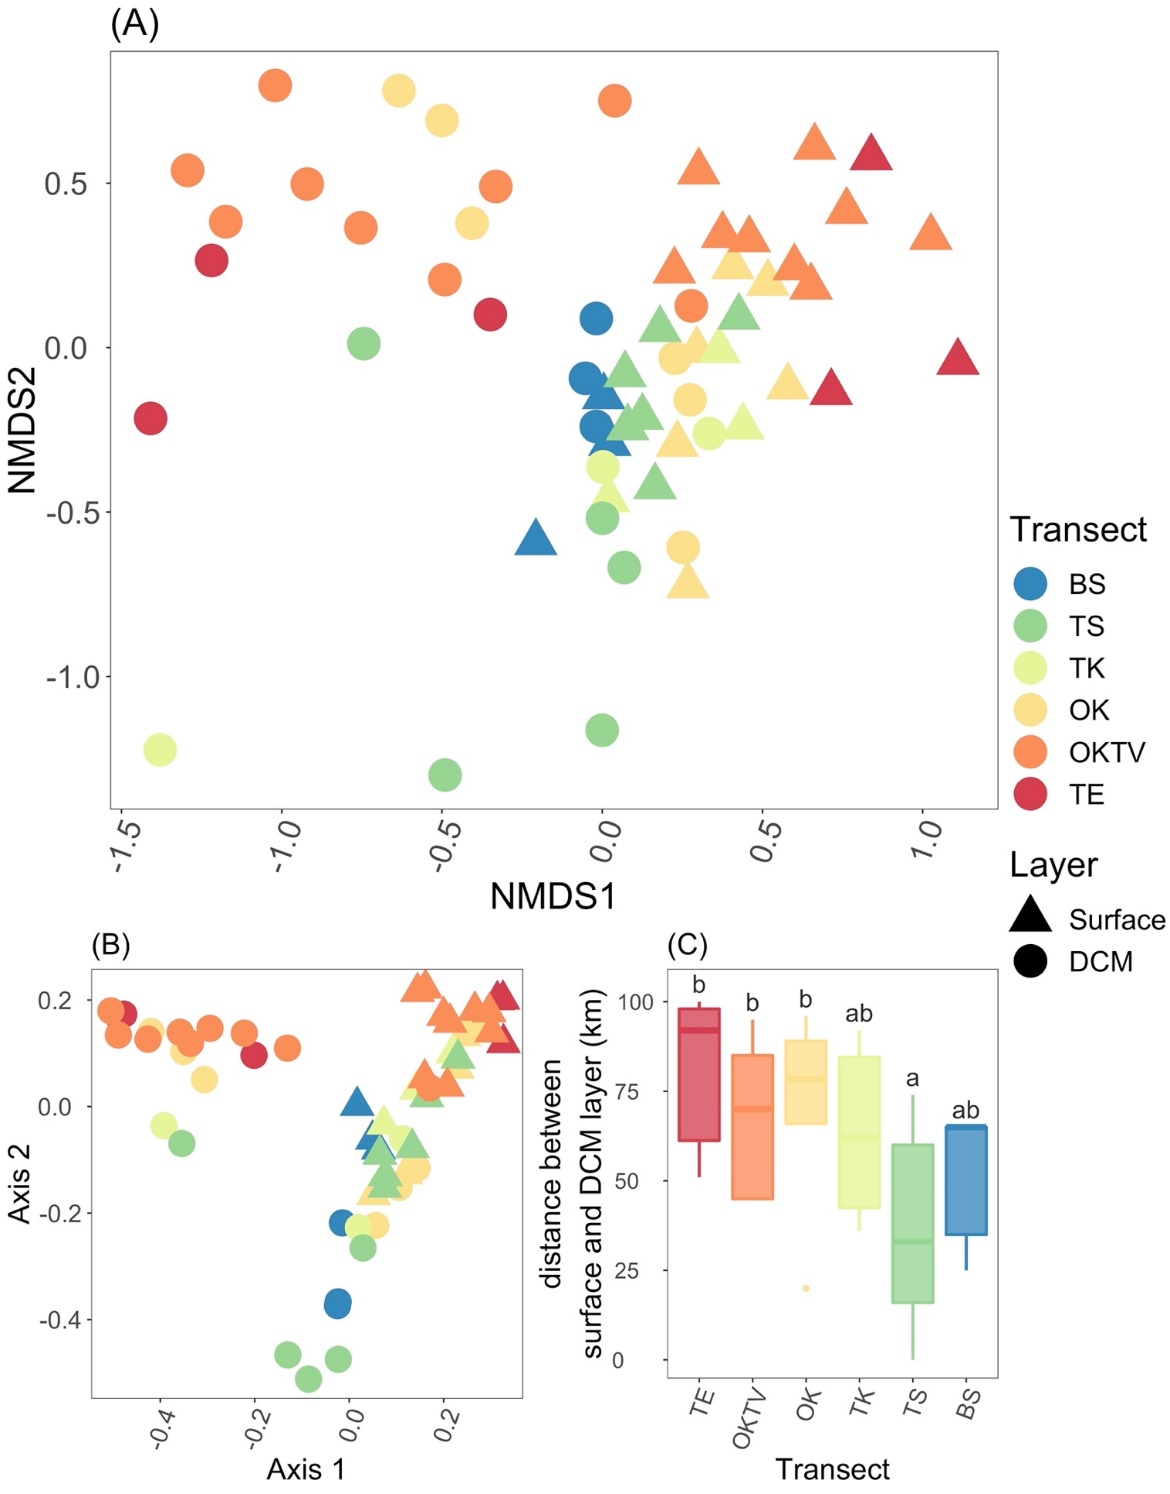 (A)
0.5
0.0
-0.5
-1.0
NMDS2
-1.5
-1.0
-0.5
0.0
0.5
1.0
NMDS1
Transect
BS
TS
TK
OK
OKTV
TE
Layer
Surface
DCM
(B)
0.2
0.0
-0.2
-0.4
Axis 2
-0.4
-0.2
0.0
0.2
Axis 1
(C)
distance between
surface and DCM layer (km)
100
75
50
25
0
b
b
b
ab
a
ab
TE
OKTV
OK
TK
TS
BS
Transect